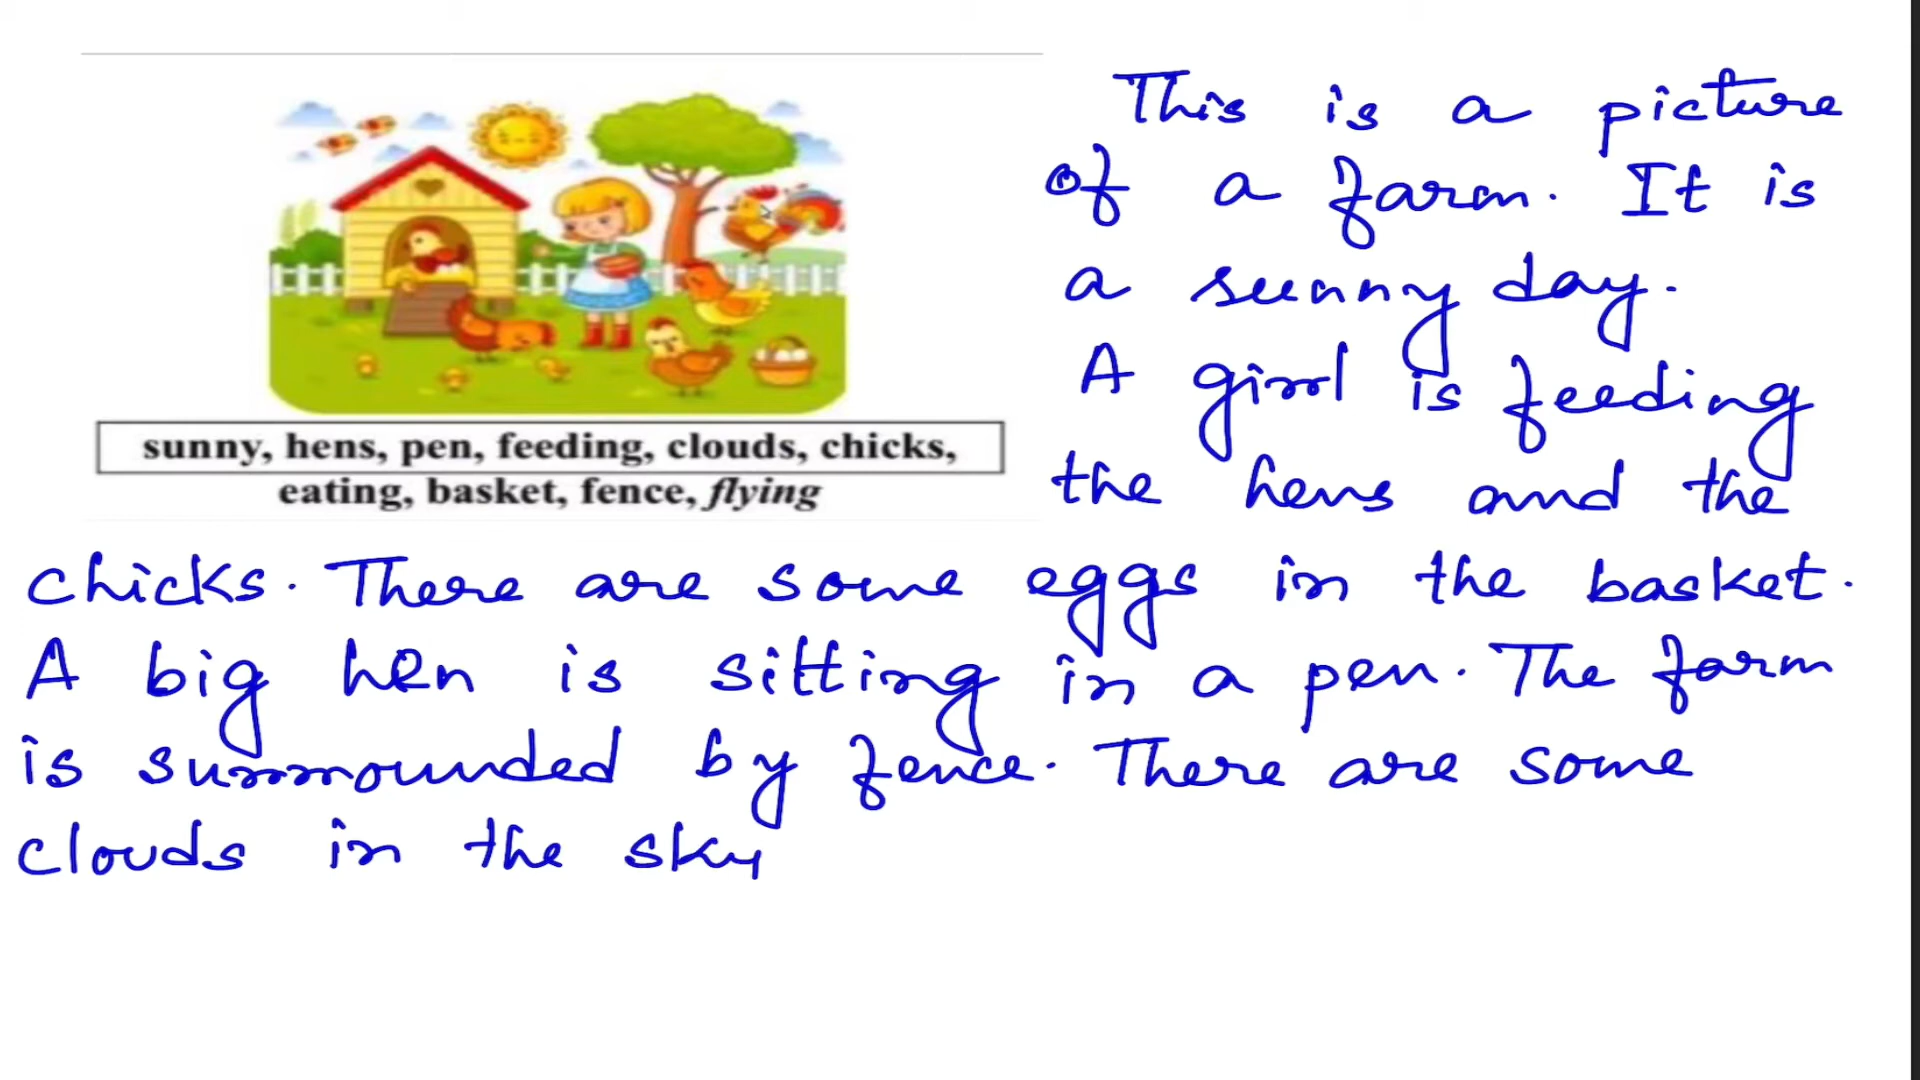 This is a picture
of a farm. It is
a sunny day.
A girl is feeding
the hens and the
sunny, hens, pen, feeding, clouds, chicks,
eating, basket, fence, flying
chicks. There are some eggs in the basket.
A big hen is sitting in a pen. The farm
is surrounded by fence. There are some
clouds in the sky